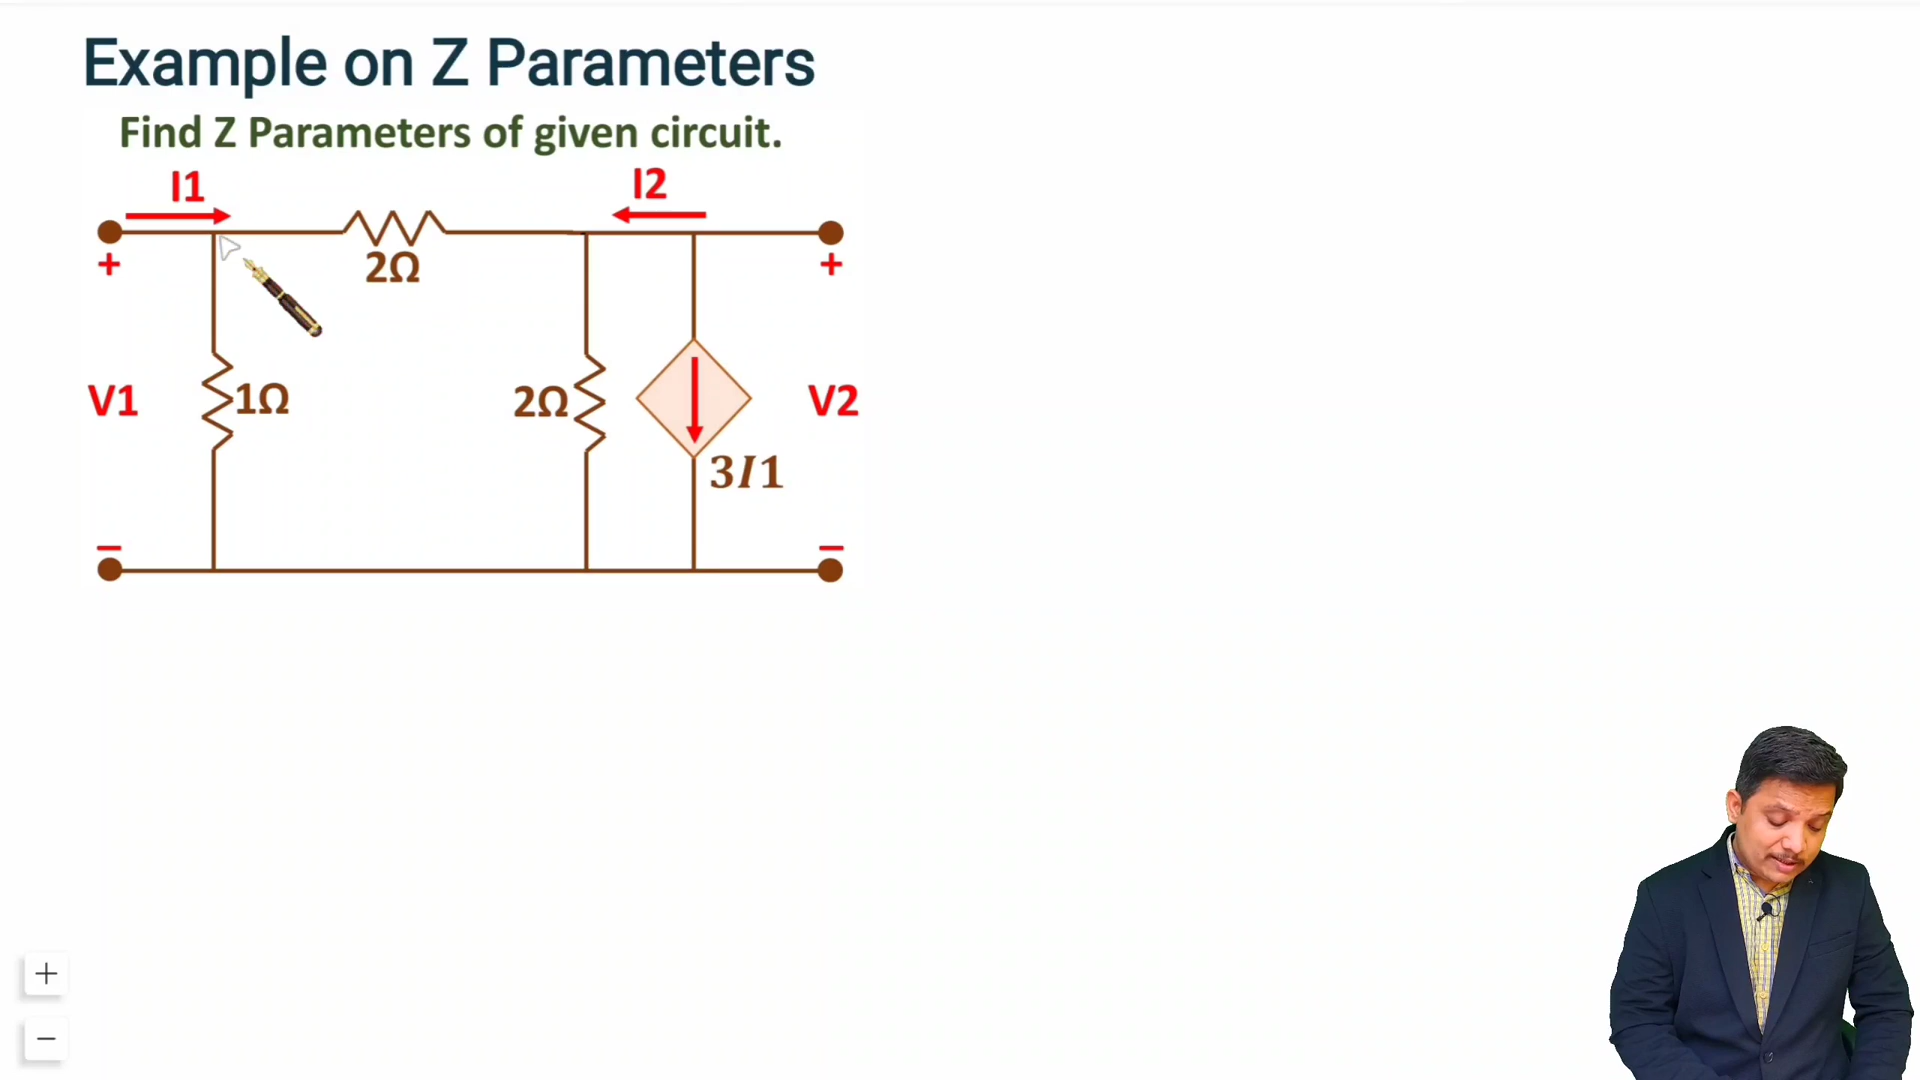 Example on Z Parameters
Find Z Parameters of given circuit.
I1
I2
+
2Ω
+
V1
1Ω
2Ω
V2
3I1
−
−
+
−